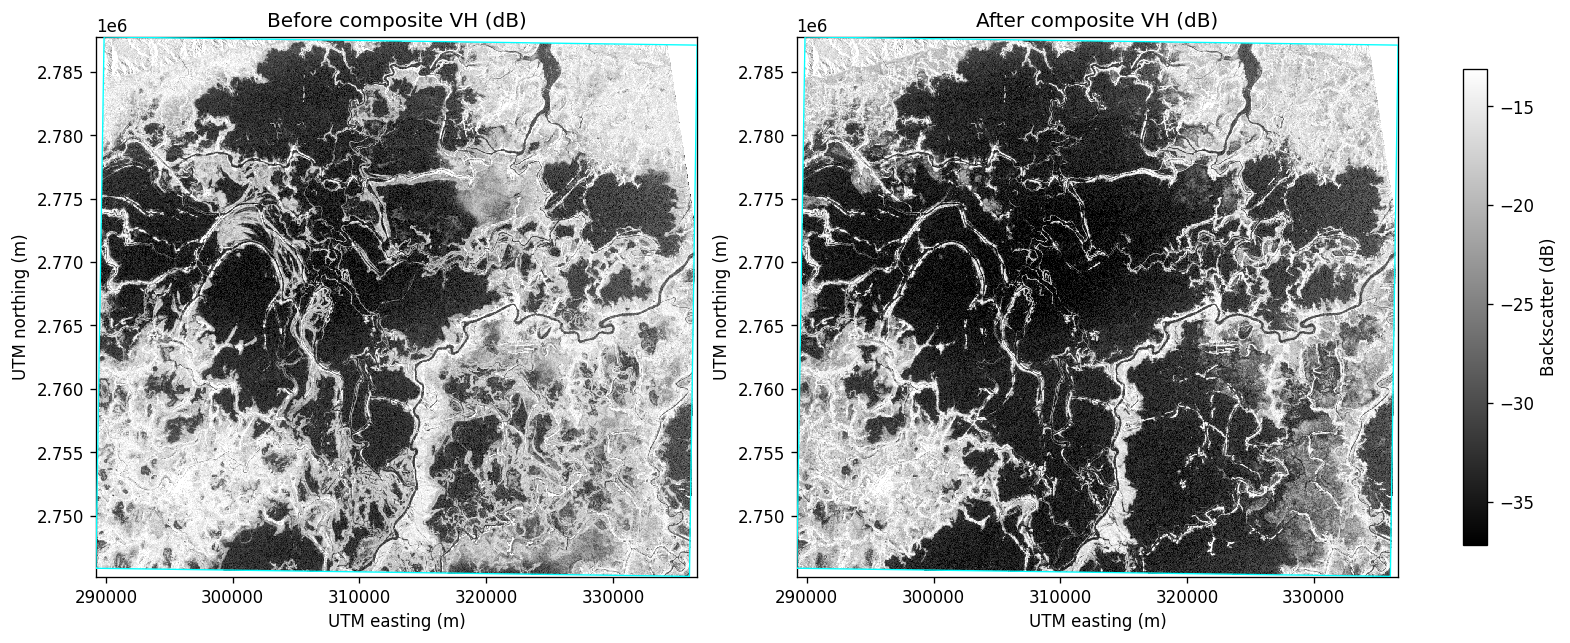 Before composite VH (dB)
After composite VH (dB)
1e6
1e6
2.785
2.780
2.775
2.770
2.765
2.760
2.755
2.750
UTM northing (m)
290000 300000 310000 320000 330000
UTM easting (m)
2.785
2.780
2.775
2.770
2.765
2.760
2.755
2.750
UTM northing (m)
290000 300000 310000 320000 330000
UTM easting (m)
−15
−20
−25
−30
−35
Backscatter (dB)